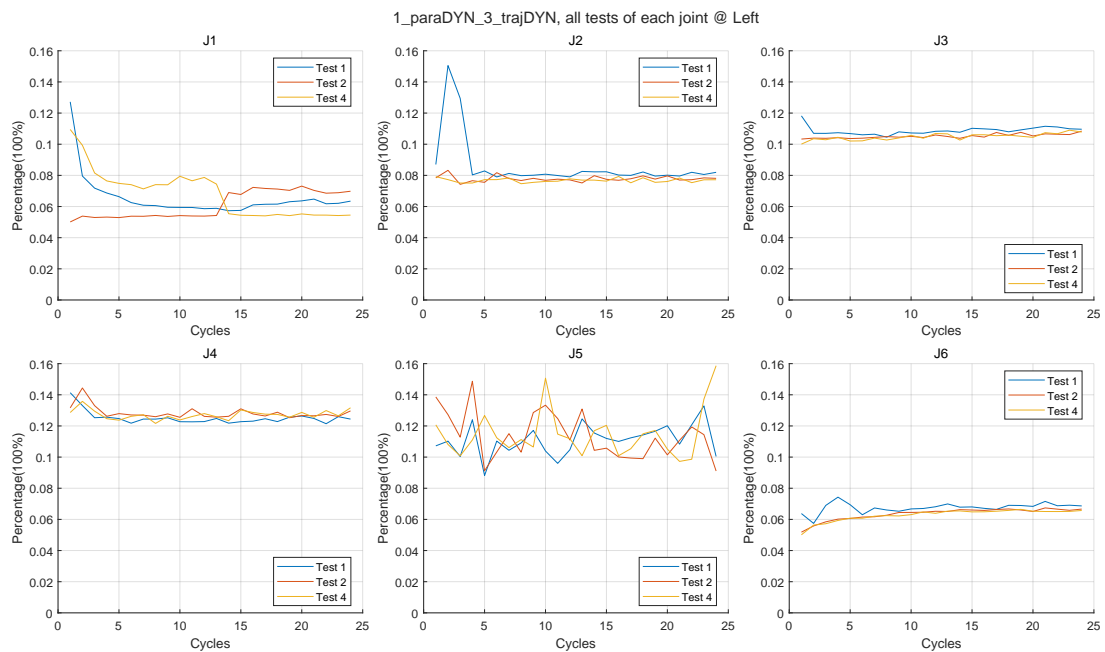 1_paraDYN_3_trajDYN, all tests of each joint @ Left
J1
Percentage(100%)
0.16
0.14
0.12
0.1
0.08
0.06
0.04
0.02
0
0 5 10 15 20 25
Cycles
Test 1
Test 2
Test 4
J2
Percentage(100%)
0.16
0.14
0.12
0.1
0.08
0.06
0.04
0.02
0
0 5 10 15 20 25
Cycles
Test 1
Test 2
Test 4
J3
Percentage(100%)
0.16
0.14
0.12
0.1
0.08
0.06
0.04
0.02
0
0 5 10 15 20 25
Cycles
Test 1
Test 2
Test 4
J4
Percentage(100%)
0.16
0.14
0.12
0.1
0.08
0.06
0.04
0.02
0
0 5 10 15 20 25
Cycles
Test 1
Test 2
Test 4
J5
Percentage(100%)
0.16
0.14
0.12
0.1
0.08
0.06
0.04
0.02
0
0 5 10 15 20 25
Cycles
Test 1
Test 2
Test 4
J6
Percentage(100%)
0.16
0.14
0.12
0.1
0.08
0.06
0.04
0.02
0
0 5 10 15 20 25
Cycles
Test 1
Test 2
Test 4